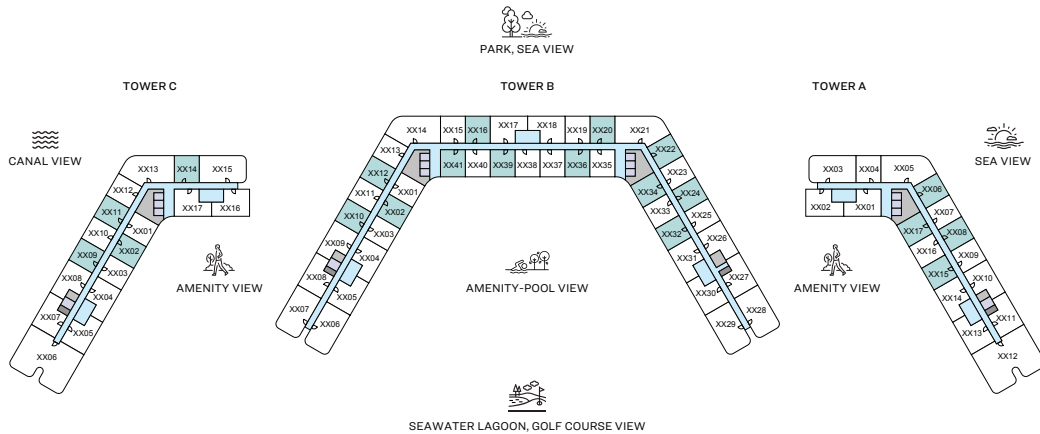 PARK, SEA VIEW
TOWER C
TOWER B
TOWER A
CANAL VIEW
SEA VIEW
XX13
XX14
XX15
XX12
XX11
XX10
XX09
XX08
XX07
XX06
XX17
XX16
XX01
XX02
XX03
XX04
XX05
AMENITY VIEW
XX14
XX15
XX16
XX17
XX18
XX19
XX20
XX21
XX13
XX12
XX11
XX10
XX09
XX08
XX07
XX06
XX05
XX04
XX03
XX02
XX01
XX41
XX40
XX39
XX38
XX37
XX36
XX35
XX22
XX23
XX24
XX25
XX26
XX27
XX28
XX29
XX30
XX31
XX32
XX33
XX34
AMENITY-POOL VIEW
XX03
XX04
XX05
XX02
XX01
XX06
XX07
XX08
XX09
XX10
XX11
XX12
XX13
XX14
XX15
XX16
XX17
AMENITY VIEW
SEAWATER LAGOON, GOLF COURSE VIEW